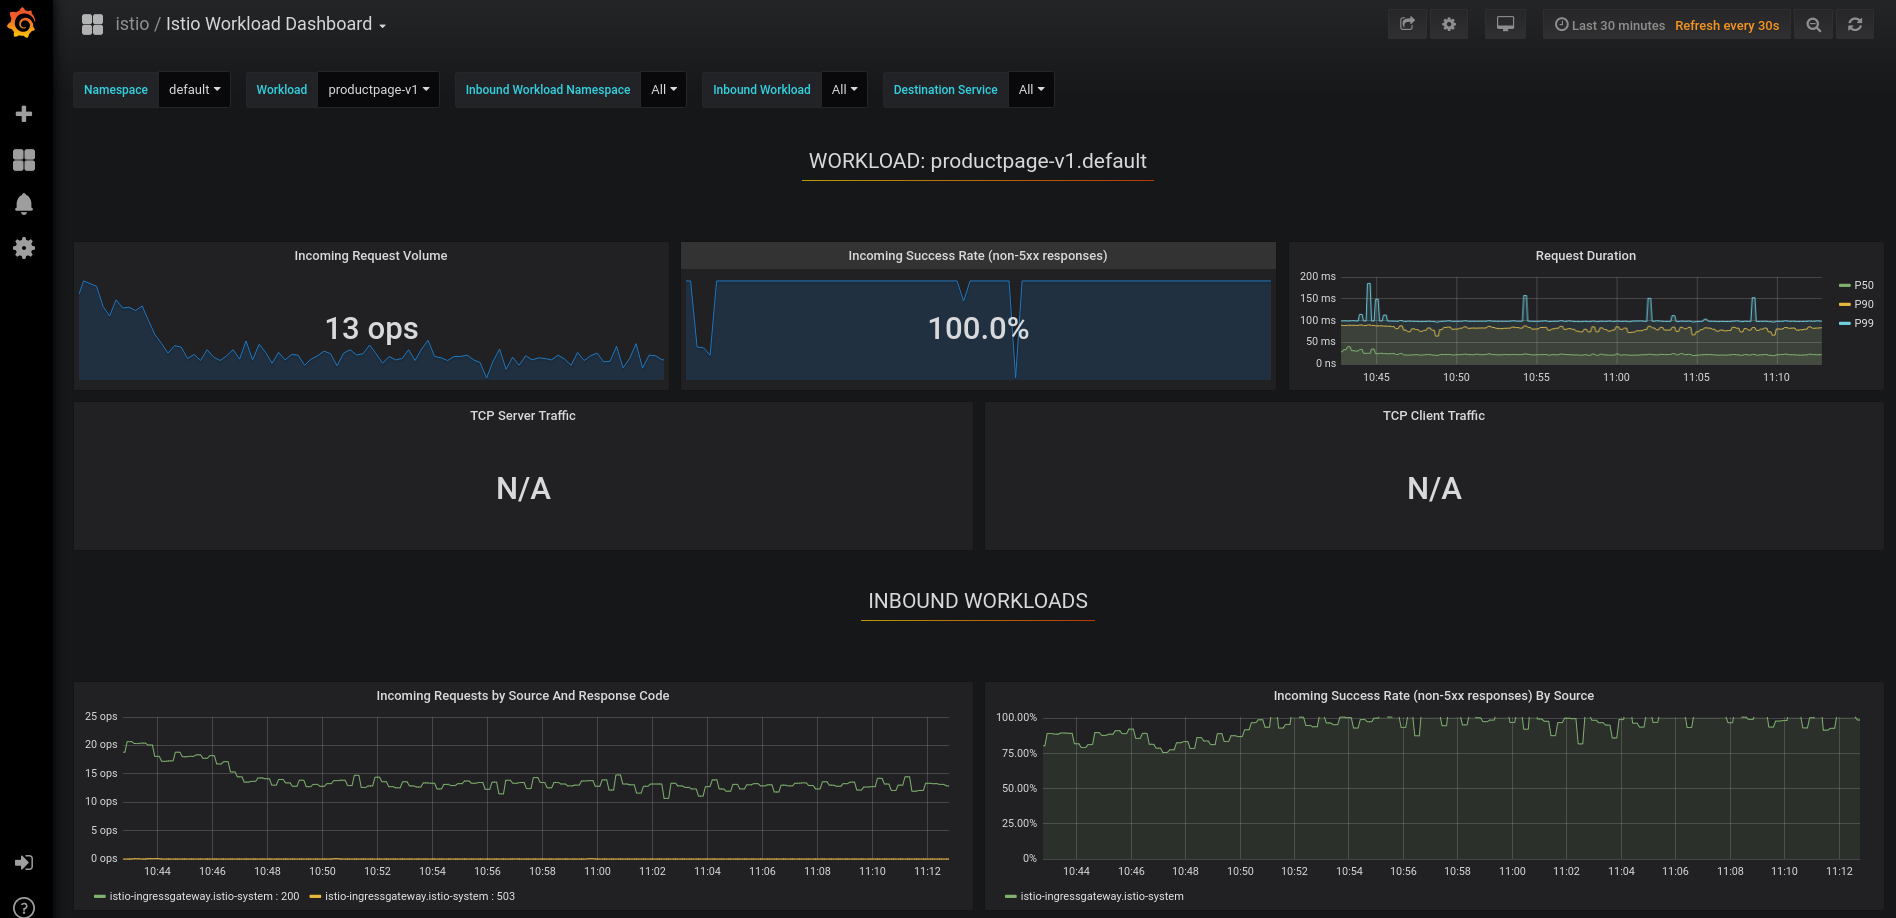 istio / Istio Workload Dashboard
Last 30 minutes Refresh every 30s
Namespace default Workload productpage-v1 Inbound Workload Namespace All Inbound Workload All Destination Service All
WORKLOAD: productpage-v1.default
Incoming Request Volume
13 ops
Incoming Success Rate (non-5xx responses)
100.0%
Request Duration
200 ms
150 ms
100 ms
50 ms
0 ns
10:45 10:50 10:55 11:00 11:05 11:10
P50
P90
P99
TCP Server Traffic
N/A
TCP Client Traffic
N/A
INBOUND WORKLOADS
Incoming Requests by Source And Response Code
25 ops
20 ops
15 ops
10 ops
5 ops
0 ops
10:44 10:46 10:48 10:50 10:52 10:54 10:56 10:58 11:00 11:02 11:04 11:06 11:08 11:10 11:12
istio-ingressgateway.istio-system : 200 istio-ingressgateway.istio-system : 503
Incoming Success Rate (non-5xx responses) By Source
100.00%
75.00%
50.00%
25.00%
0%
10:44 10:46 10:48 10:50 10:52 10:54 10:56 10:58 11:00 11:02 11:04 11:06 11:08 11:10 11:12
istio-ingressgateway.istio-system